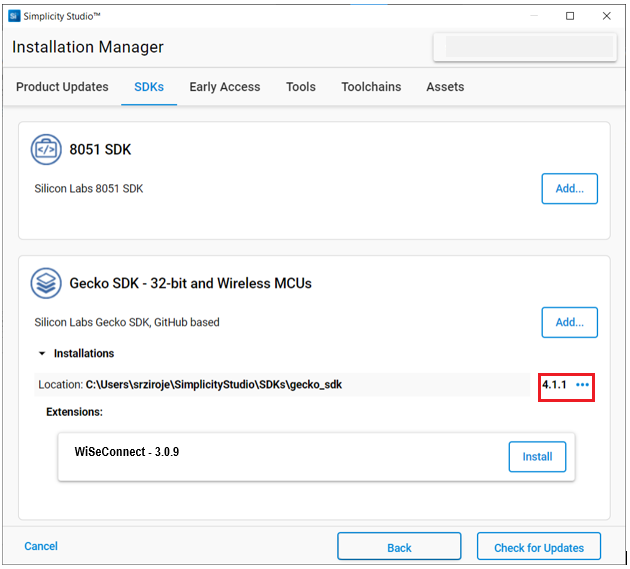 Si Simplicity Studio™
Installation Manager
Product Updates SDKs Early Access Tools Toolchains Assets
8051 SDK
Silicon Labs 8051 SDK
Add...
Gecko SDK - 32-bit and Wireless MCUs
Silicon Labs Gecko SDK, GitHub based
Add...
Installations
Location: C:\Users\srziroje\SimplicityStudio\SDKs\gecko_sdk 4.1.1 •••
Extensions:
WiSeConnect - 3.0.9
Install
Cancel Back Check for Updates